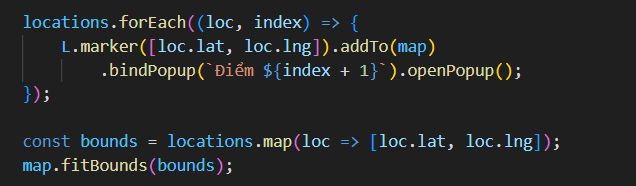 locations.forEach((loc, index) => {
    L.marker([loc.lat, loc.lng]).addTo(map)
        .bindPopup(`Điểm ${index + 1}`).openPopup();
});

const bounds = locations.map(loc => [loc.lat, loc.lng]);
map.fitBounds(bounds);